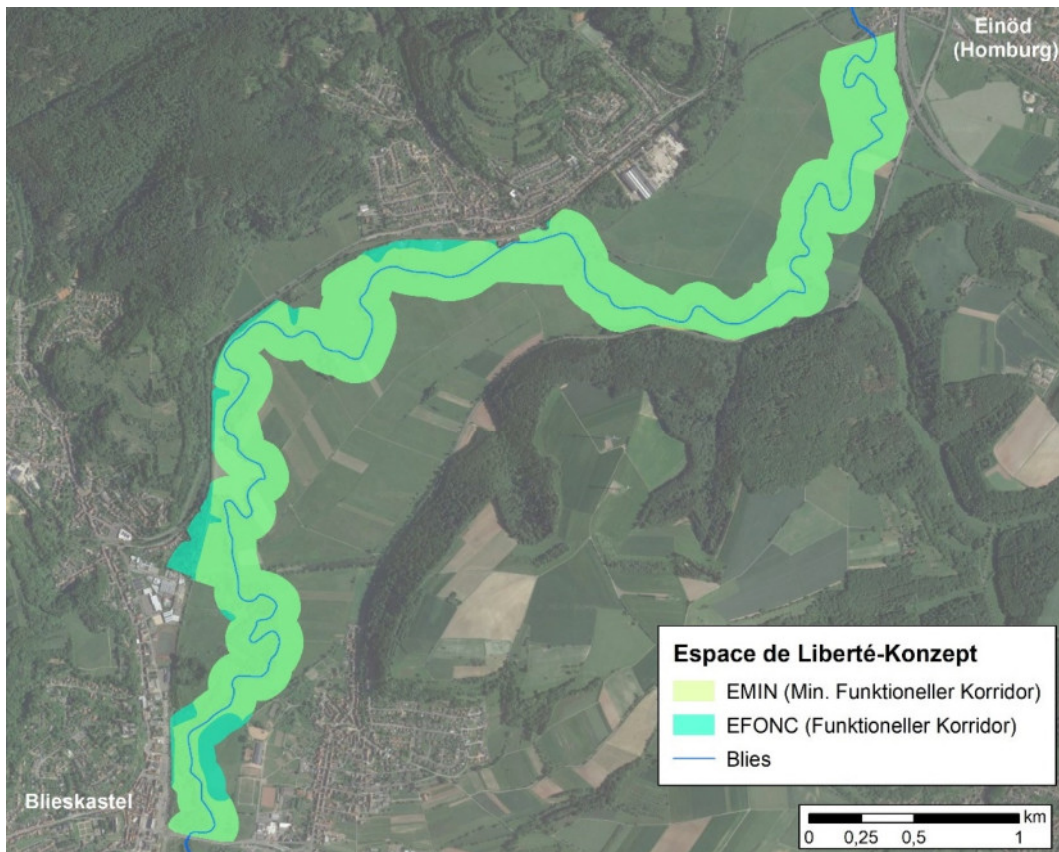 Einöd
(Homburg)
Espace de Liberté-Konzept
EMIN (Min. Funktioneller Korridor)
EFONC (Funktioneller Korridor)
Blies
Blieskastel
km
0 0,25 0,5 1